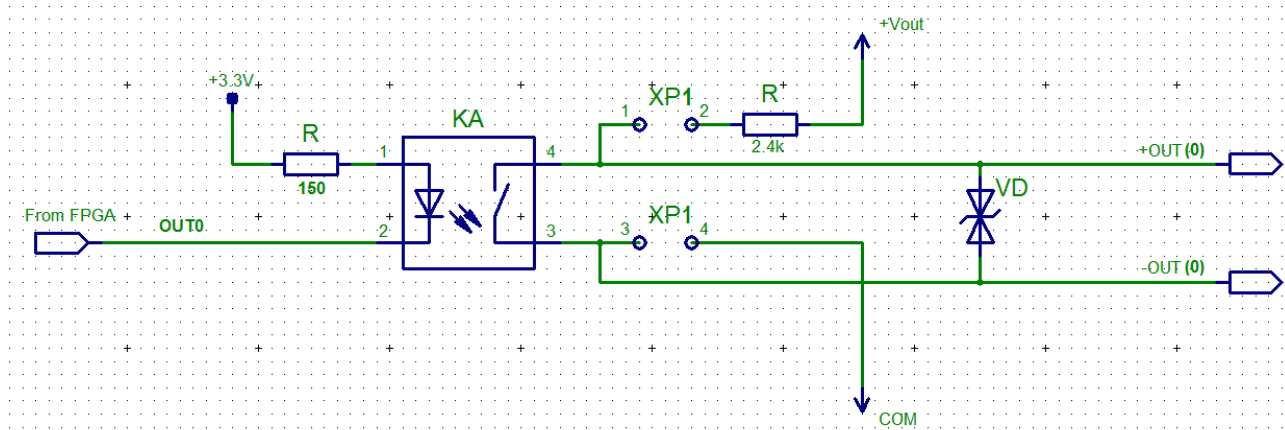 +Vout
+3.3V
XP1
R
1
2
2.4k
KA
R
150
1
4
+OUT (0)
VD
From FPGA
OUT0
2
3
XP1
3
4
-OUT (0)
COM